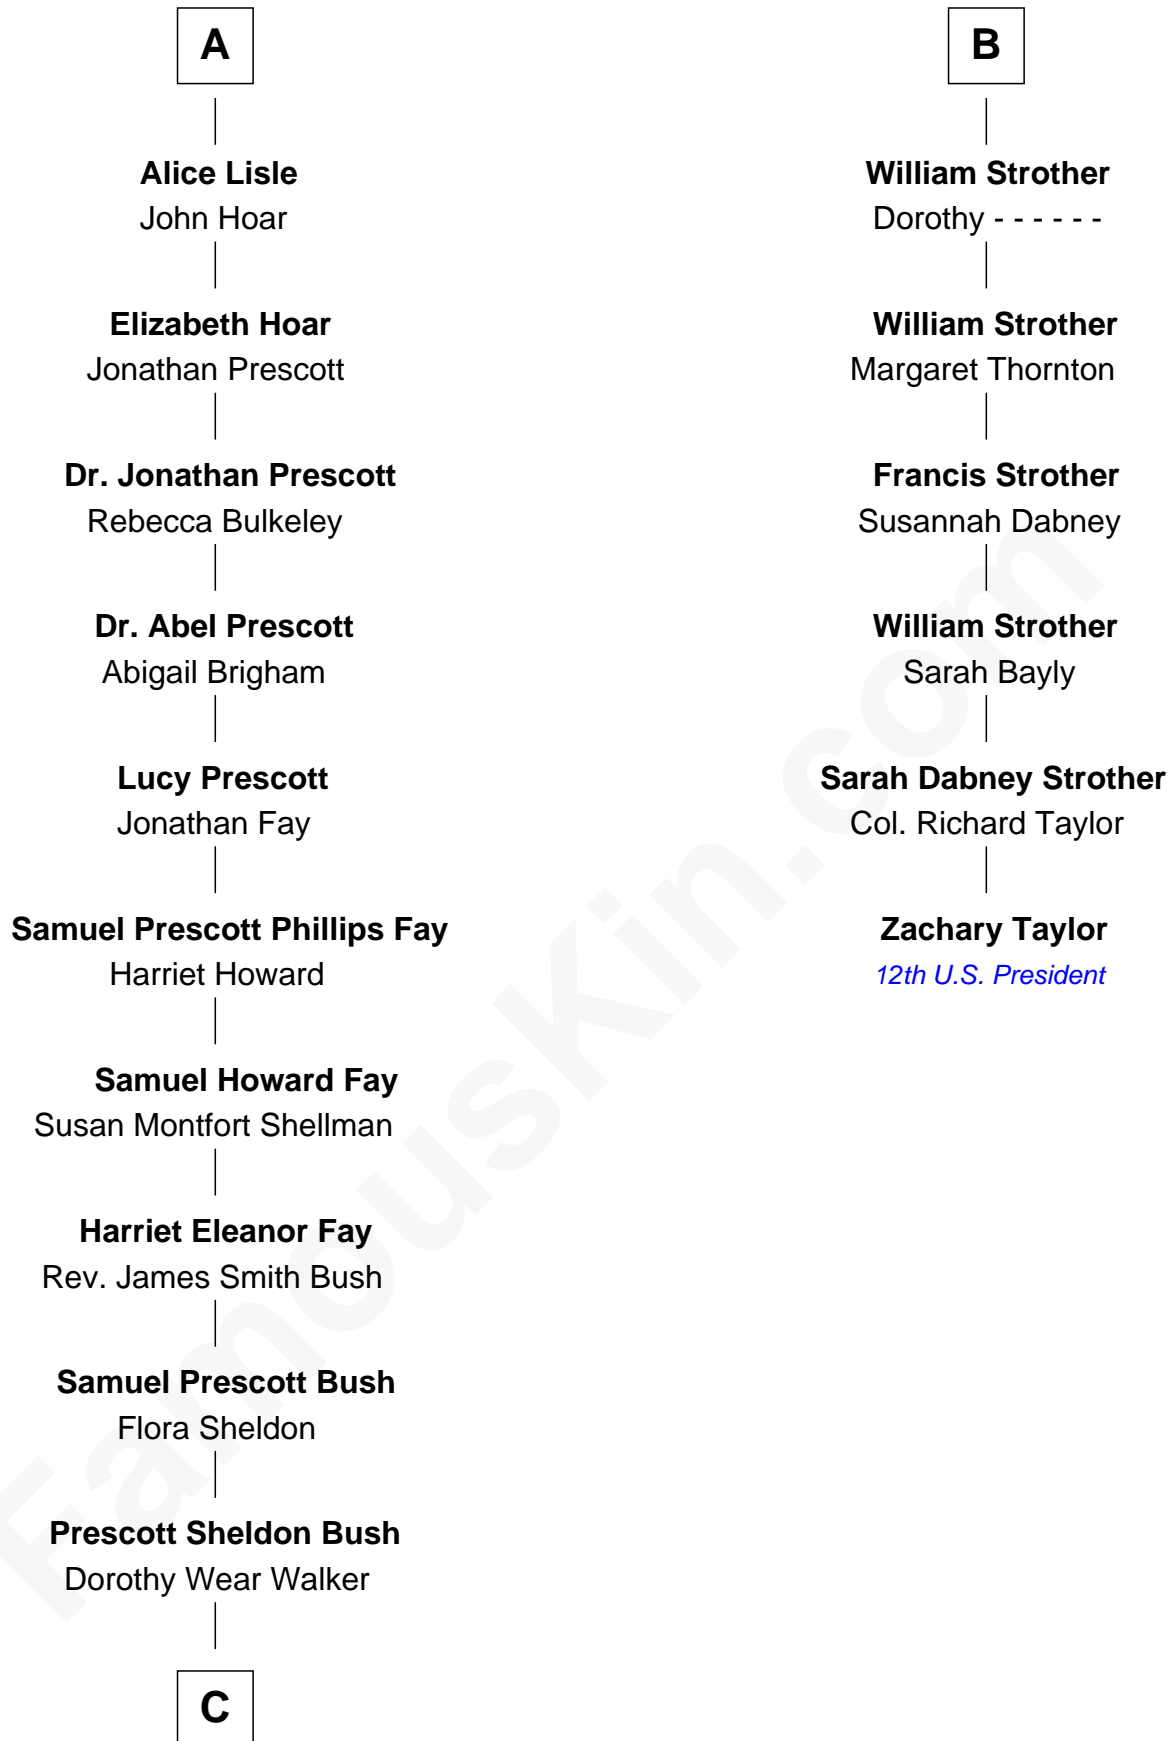 A
Alice Lisle
John Hoar
Elizabeth Hoar
Jonathan Prescott
Dr. Jonathan Prescott
Rebecca Bulkeley
Dr. Abel Prescott
Abigail Brigham
Lucy Prescott
Jonathan Fay
Samuel Prescott Phillips Fay
Harriet Howard
Samuel Howard Fay
Susan Montfort Shellman
Harriet Eleanor Fay
Rev. James Smith Bush
Samuel Prescott Bush
Flora Sheldon
Prescott Sheldon Bush
Dorothy Wear Walker
C
B
William Strother
Dorothy - - - - - -
William Strother
Margaret Thornton
Francis Strother
Susannah Dabney
William Strother
Sarah Bayly
Sarah Dabney Strother
Col. Richard Taylor
Zachary Taylor
12th U.S. President
FamousKin.com